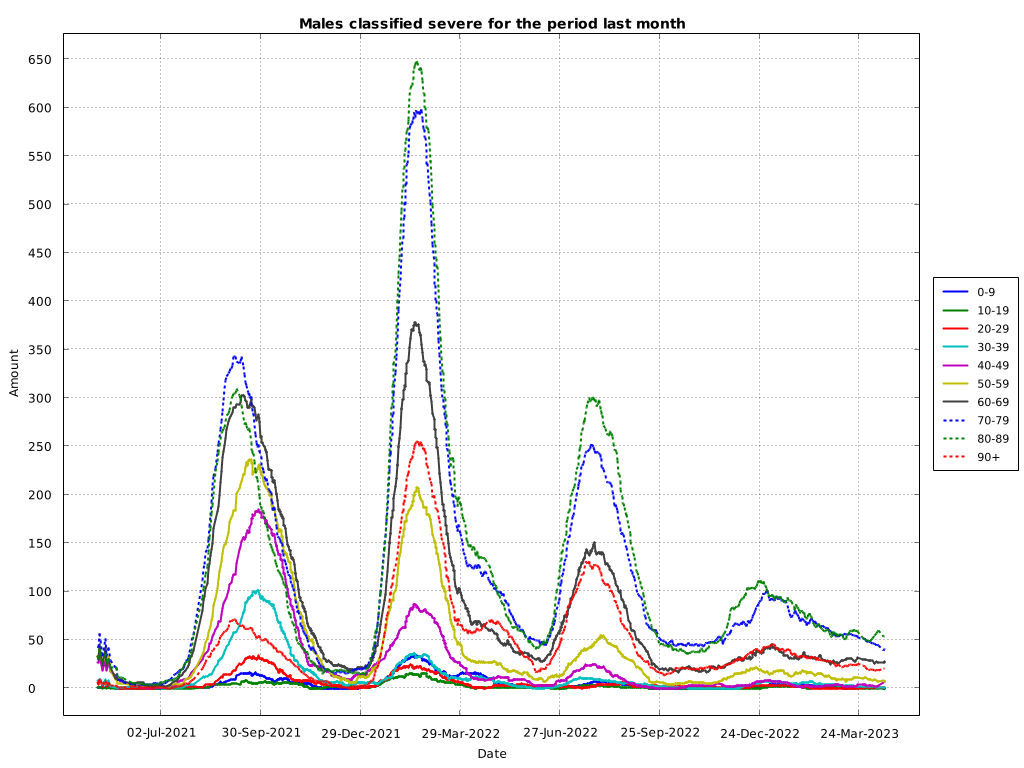 Males classified severe for the period last month
Amount
650
600
550
500
450
400
350
300
250
200
150
100
50
0
02-Jul-2021
30-Sep-2021
29-Dec-2021
29-Mar-2022
27-Jun-2022
25-Sep-2022
24-Dec-2022
24-Mar-2023
Date
0-9
10-19
20-29
30-39
40-49
50-59
60-69
70-79
80-89
90+